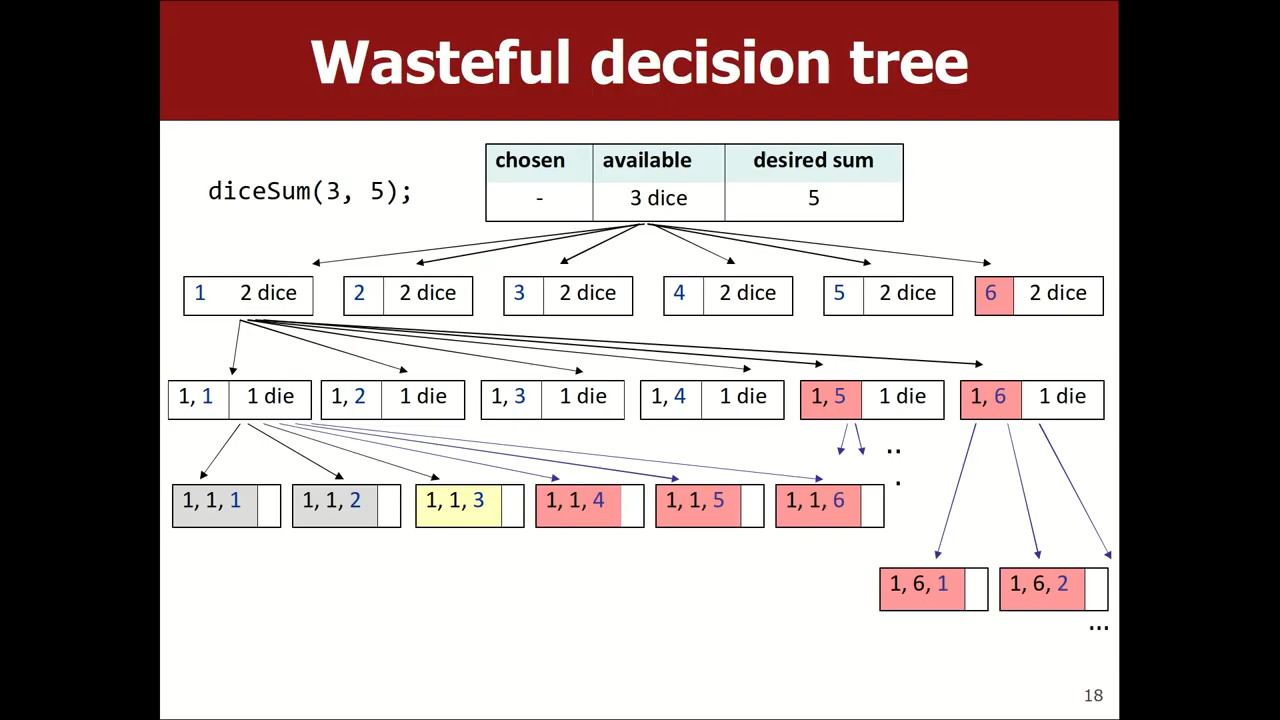 Wasteful decision tree
diceSum(3, 5);
chosen available desired sum
- 3 dice 5
1 2 dice 2 2 dice 3 2 dice 4 2 dice 5 2 dice 6 2 dice
1, 1 1 die 1, 2 1 die 1, 3 1 die 1, 4 1 die 1, 5 1 die 1, 6 1 die
..
.
1, 1, 1 1, 1, 2 1, 1, 3 1, 1, 4 1, 1, 5 1, 1, 6
1, 6, 1 1, 6, 2
...
18